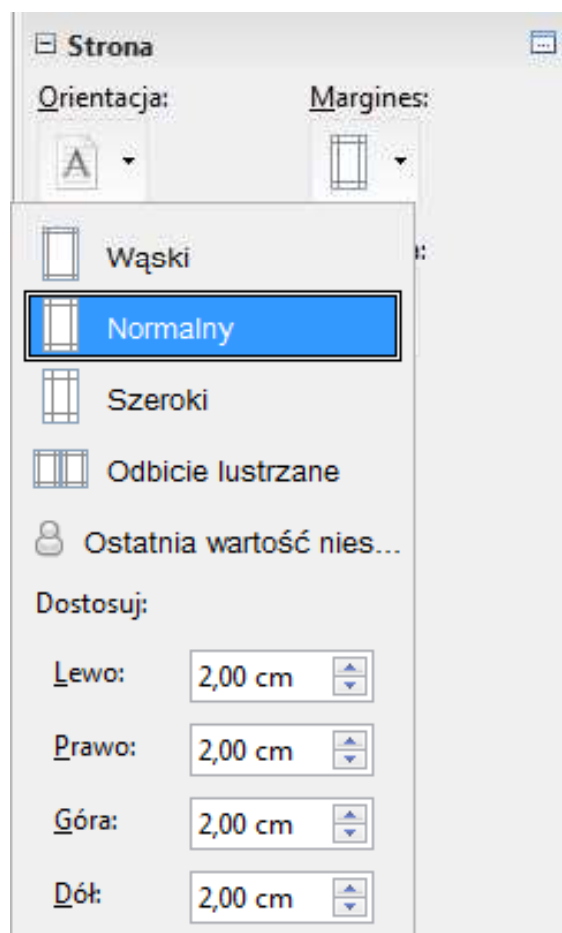 Strona
Orientacja: Margines:
Wąski
Normalny
Szeroki
Odbicie lustrzane
Ostatnia wartość nies...
Dostosuj:
Lewo: 2,00 cm
Prawo: 2,00 cm
Góra: 2,00 cm
Dół: 2,00 cm